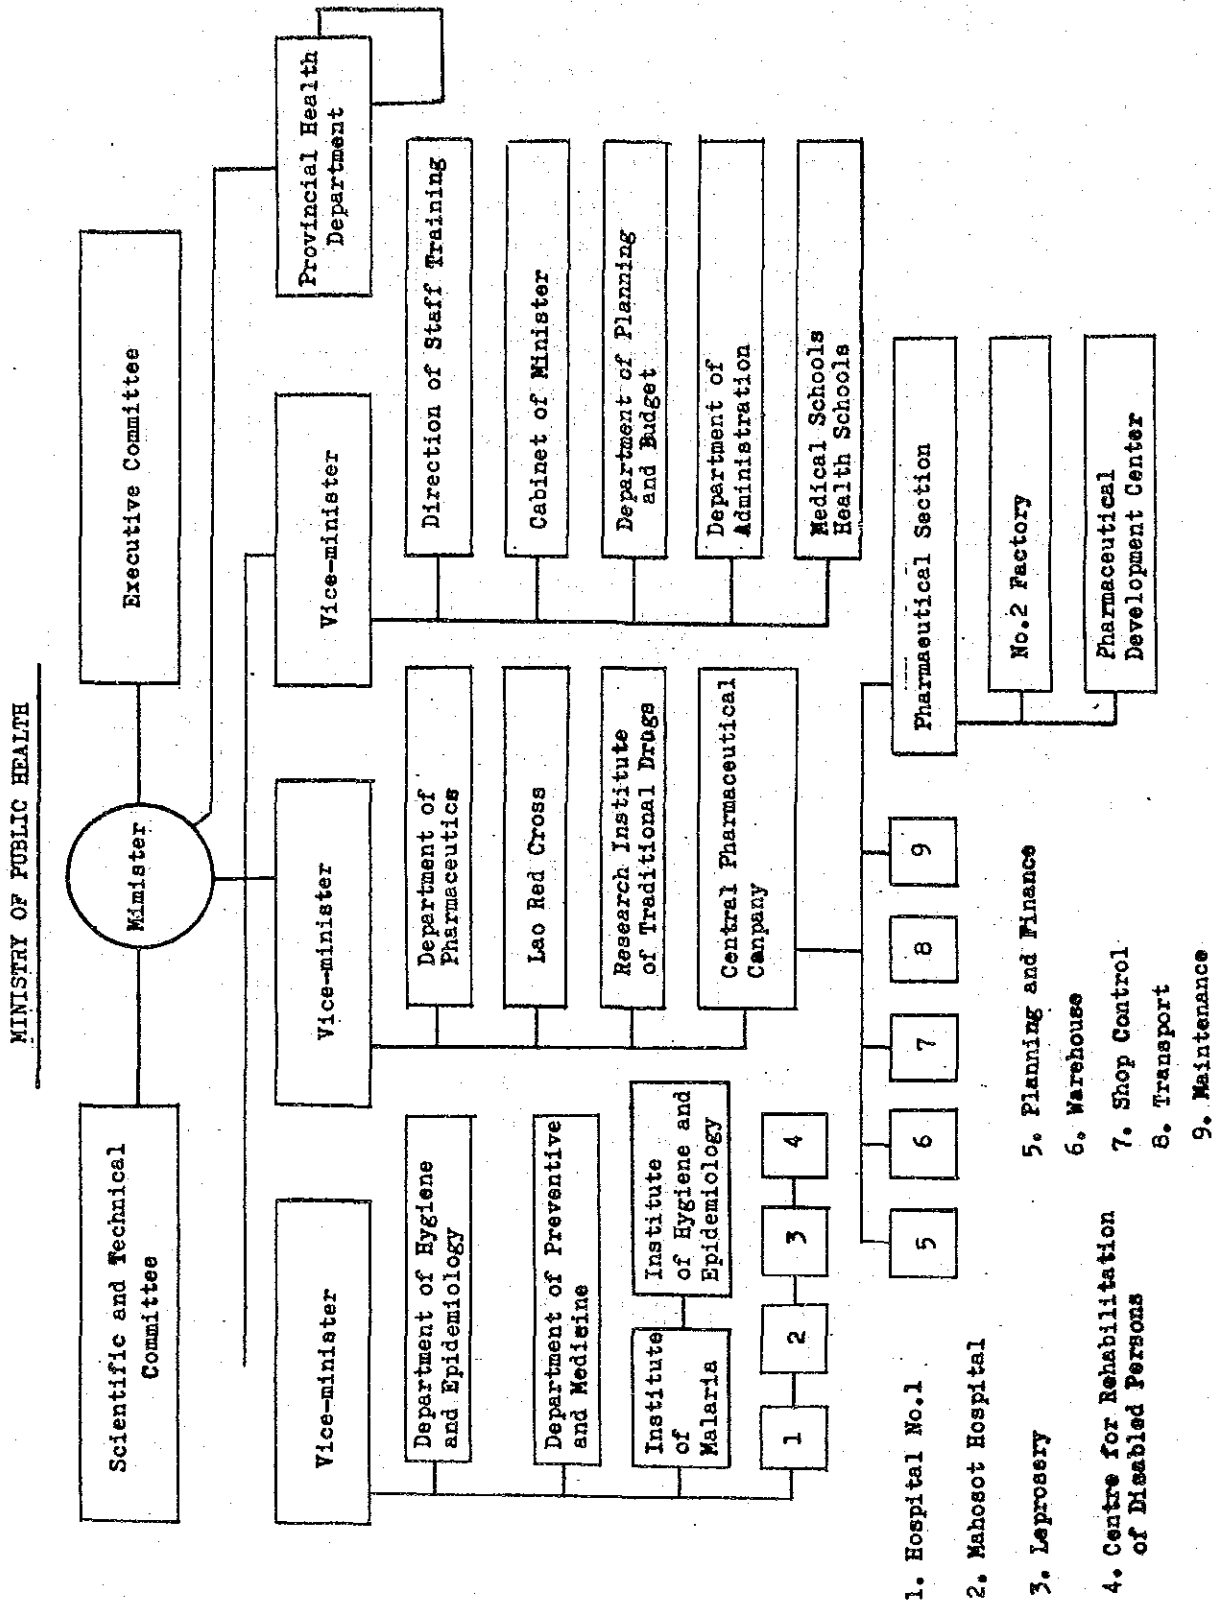 MINISTRY OF PUBLIC HEALTH
Scientific and Technical
Committee
Mimister
Executive Committee
Vice-minister
Vice-minister
Vice-minister
Provincial Health
Department
Department of Hygiene
and Epidemiology
Department of Preventive
and Medisine
Institute
of
Malaria
Institute
of Hygiene and
Epidemiology
1
2
3
4
Department of
Pharmaceutics
Lao Red Cross
Research Institute
of Traditional Drugs
Central Pharmaceutical
Canpany
Direction of Staff Training
Cabinet of Minister
Department of Planning
and Budget
Department of
Administration
Medical Schools
Health Schools
5
6
7
8
9
Pharmaeutical Section
No.2 Factory
Pharmaceutical
Development Center
1. Hospital No.1
2. Mahosot Hospital
3. Leprosery
4. Centre for Rehabilitation
of Disabled Persons
5. Planning and Finance
6. Warehouse
7. Shop Control
8. Transport
9. Maintenance